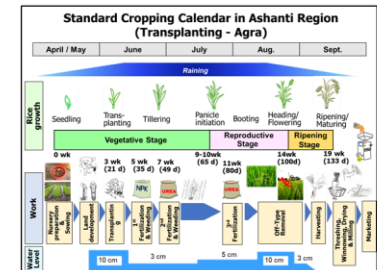 Standard Cropping Calendar in Ashanti Region
(Transplanting - Agra)
April / May
June
July
Aug.
Sept.
Raining
Rice
growth
Seedling
Trans-
planting
Tillering
Panicle
initiation
Booting
Heading/
Flowering
Ripening/
Maturing
Vegetative Stage
Reproductive Stage
Ripening
Stage
0 wk
3 wk
(21 d)
5 wk
(35 d)
7 wk
(49 d)
9-10wk
(65 d)
11wk
(80d)
14wk
(100d)
19 wk
(133 d)
NPK
UREA
UREA
Work
Nursery
preparation
&
Sowing
Land
development
Transplantin
g
1st
Fertilization
& Weeding
2nd
Fertilization
& Weeding
3rd
Fertilization
Off-Type
Removal
Harvesting
Threshing,
Winnowing, Drying
& Milling
Marketing
Water
Level
10 cm
3 cm
5 cm
10 cm
3 cm